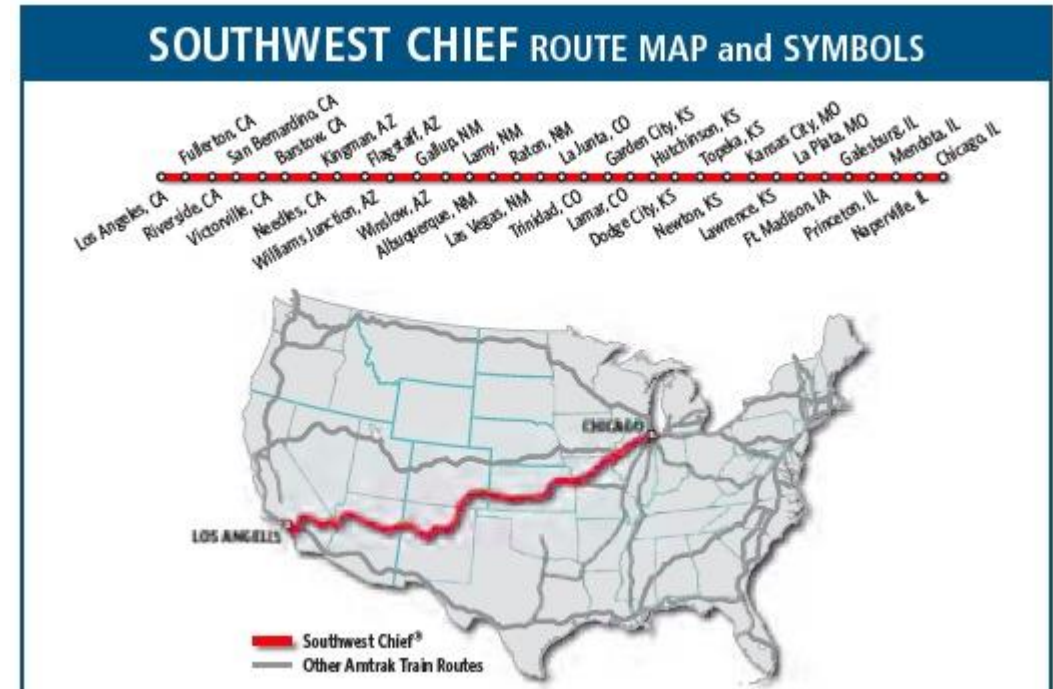 SOUTHWEST CHIEF ROUTE MAP and SYMBOLS
Los Angeles, CA
Fullerton, CA
Riverside, CA
San Bernardino, CA
Victorville, CA
Barstow, CA
Needles, CA
Kingman, AZ
Williams Junction, AZ
Flagstaff, AZ
Winslow, AZ
Gallup, NM
Albuquerque, NM
Lamy, NM
Las Vegas, NM
Raton, NM
Trinidad, CO
La Junta, CO
Lamar, CO
Garden City, KS
Dodge City, KS
Hutchinson, KS
Newton, KS
Topeka, KS
Lawrence, KS
Kansas City, MO
La Plata, MO
Ft. Madison, IA
Galesburg, IL
Princeton, IL
Mendota, IL
Naperville, IL
Chicago, IL
CHICAGO
LOS ANGELES
Southwest Chief®
Other Amtrak Train Routes